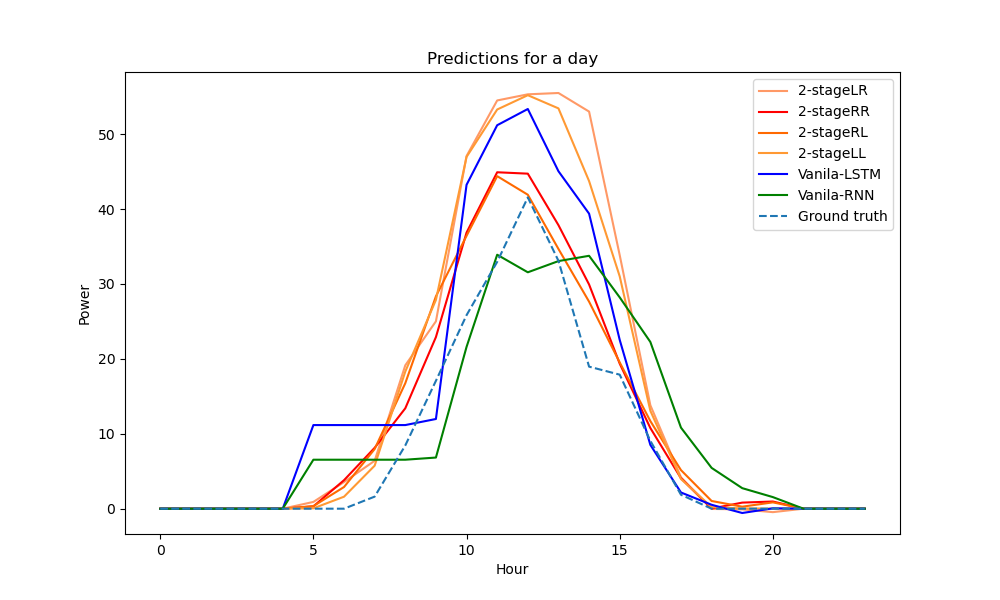 Predictions for a day
2-stageLR
2-stageRR
2-stageRL
2-stageLL
Vanila-LSTM
Vanila-RNN
Ground truth
Power
50
40
30
20
10
0
0 5 10 15 20
Hour